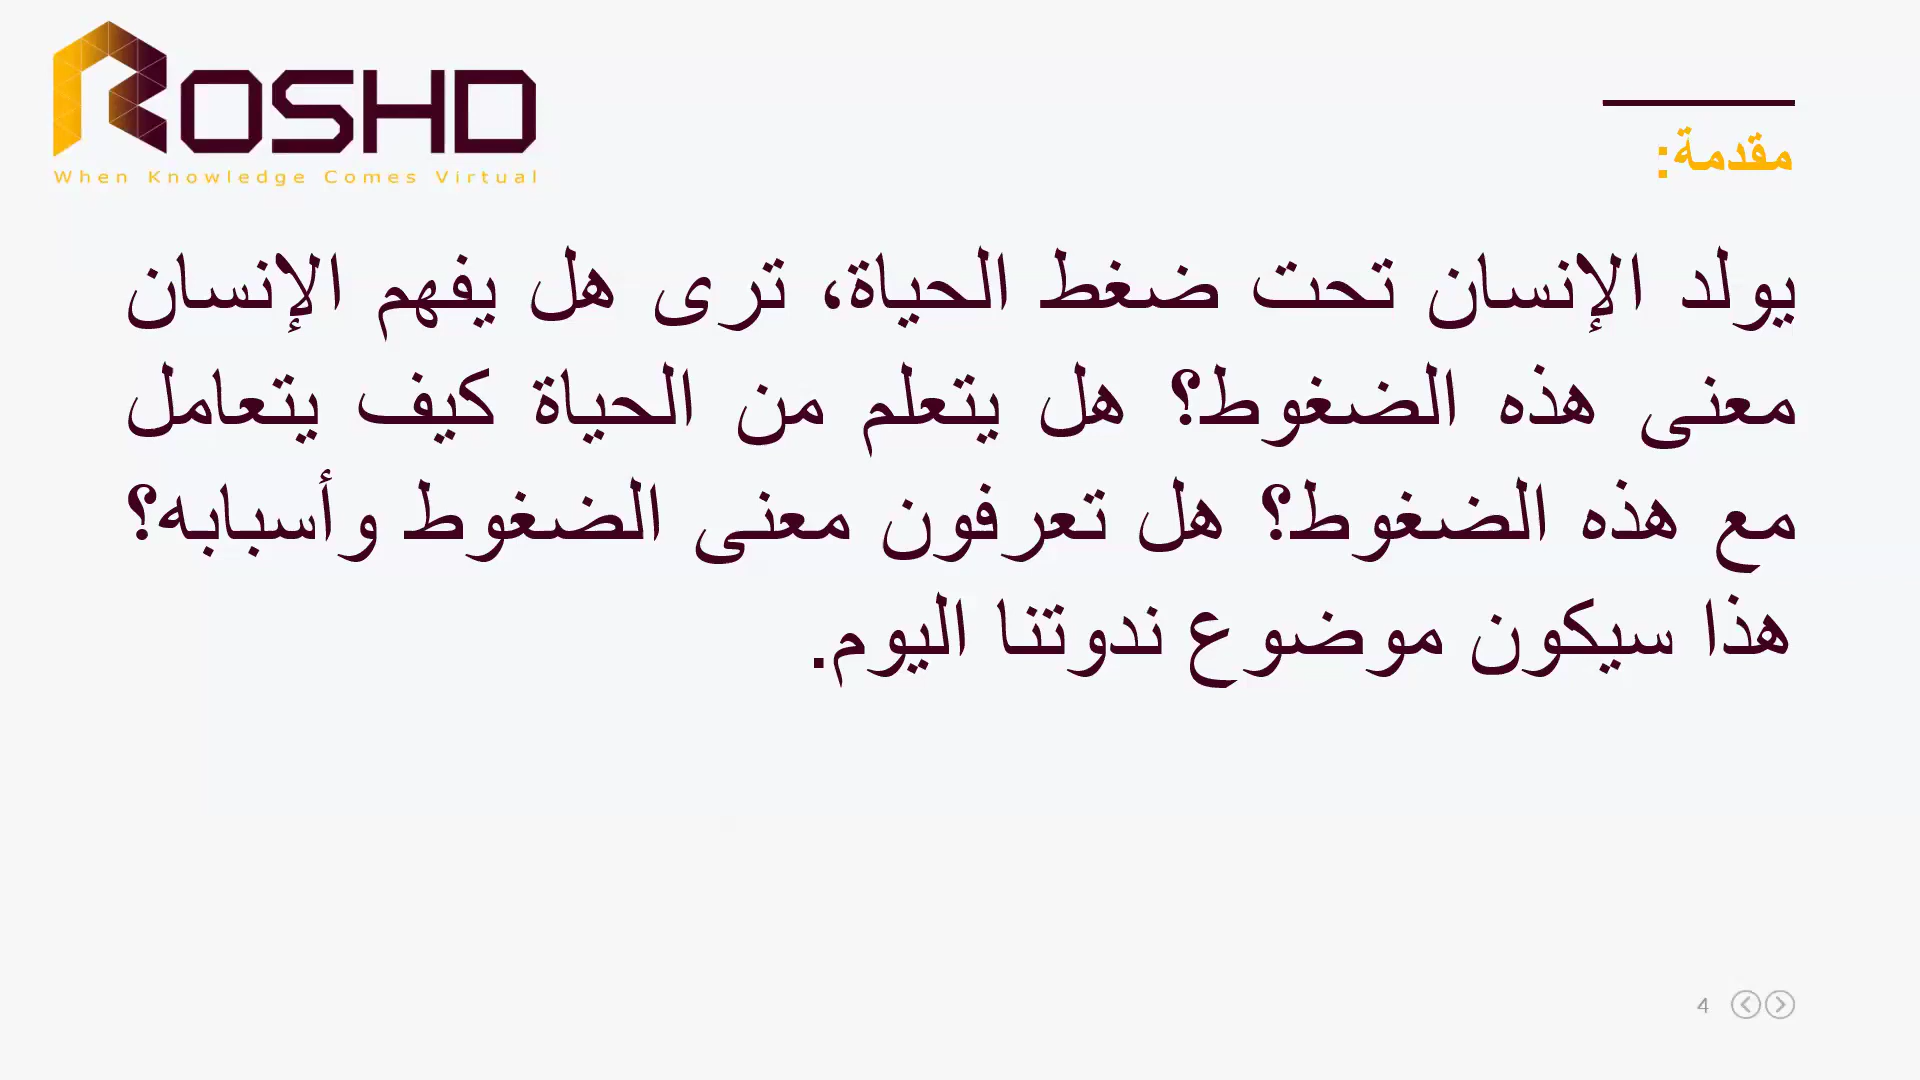 ROSHD
When Knowledge Comes Virtual
مقدمة:
يولد الإنسان تحت ضغط الحياة، ترى هل يفهم الإنسان
معنى هذه الضغوط؟ هل يتعلم من الحياة كيف يتعامل
مع هذه الضغوط؟ هل تعرفون معنى الضغوط وأسبابه؟
هذا سيكون موضوع ندوتنا اليوم.
4